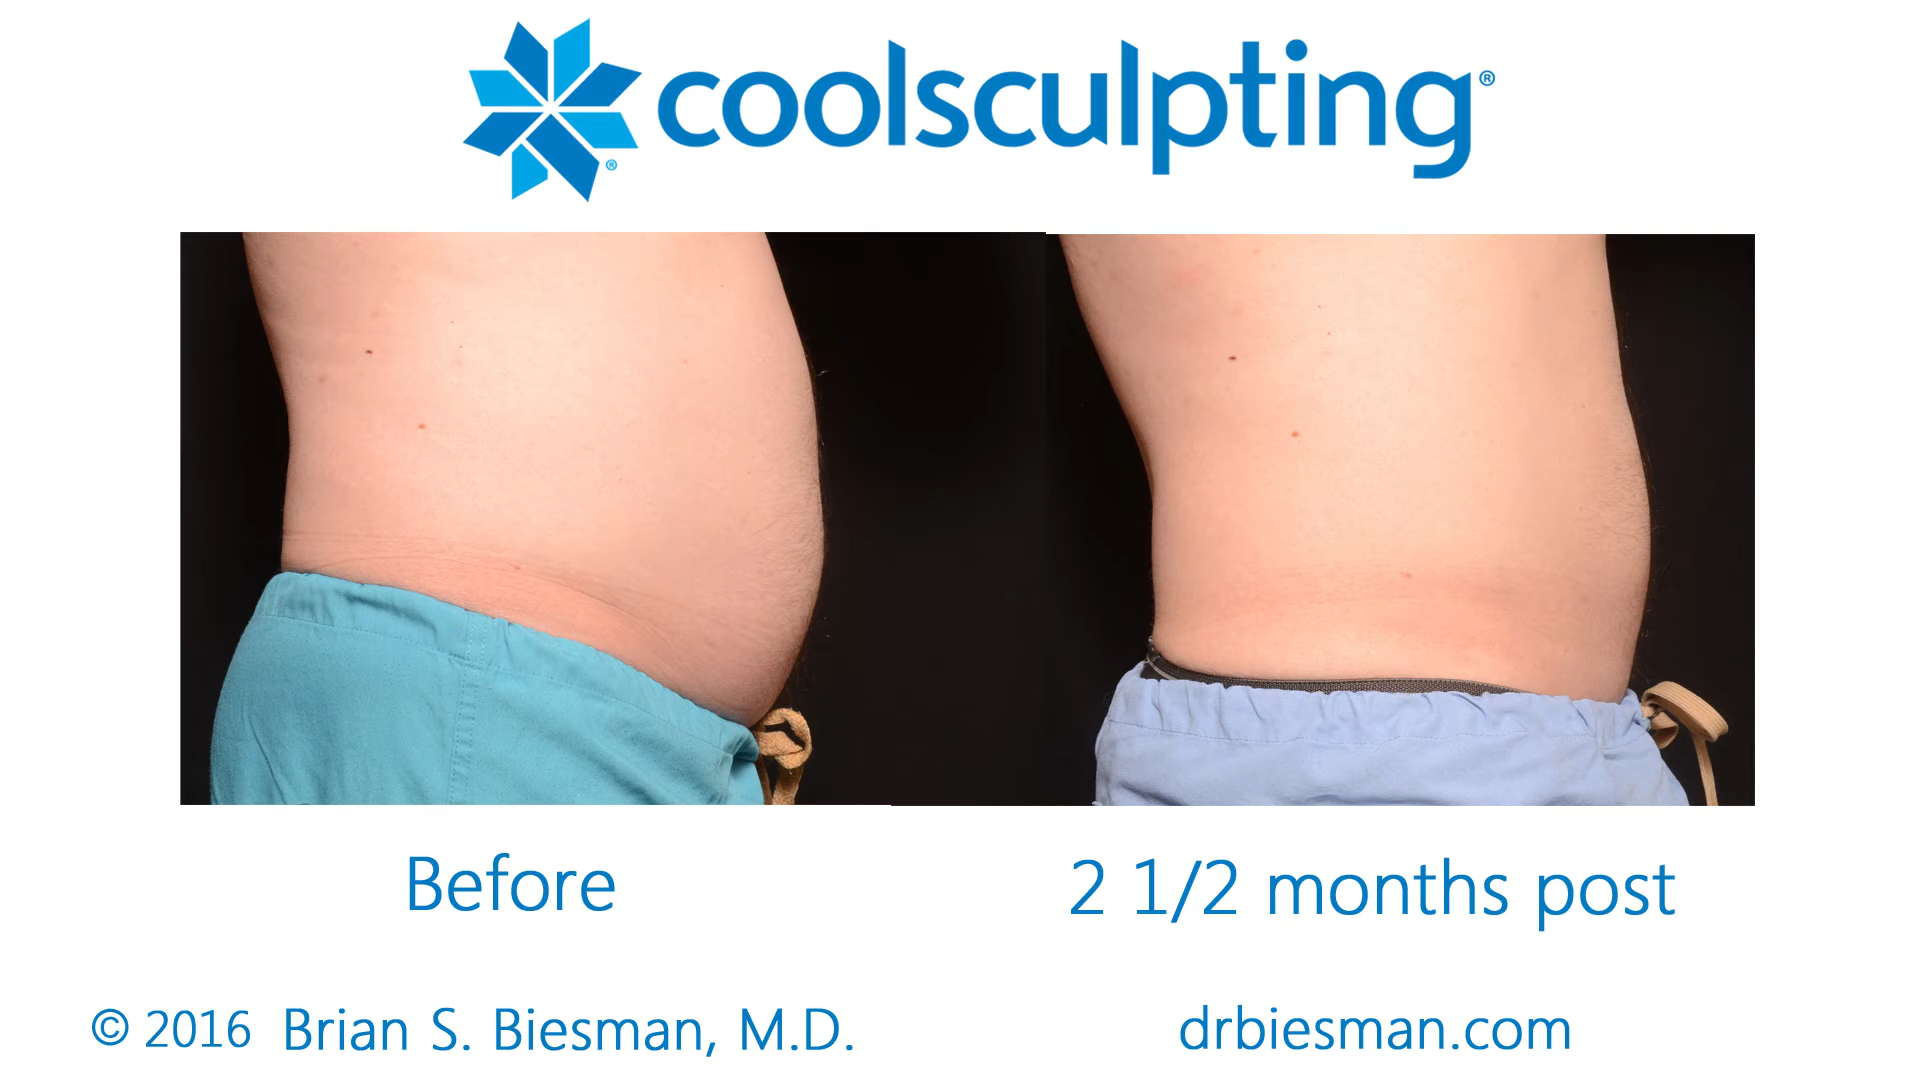 coolsculpting®
®
Before
2 1/2 months post
© 2016 Brian S. Biesman, M.D.
drbiesman.com